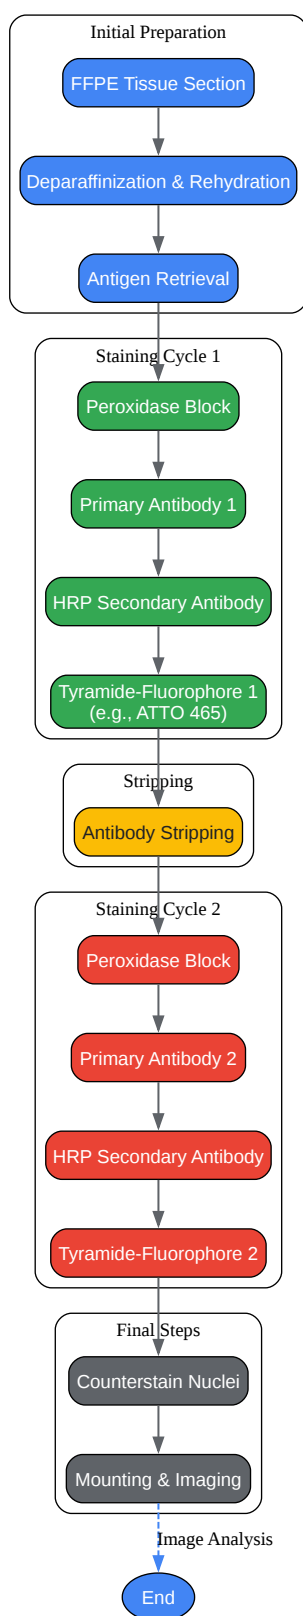 Initial Preparation
FFPE Tissue Section
Deparaffinization & Rehydration
Antigen Retrieval
Staining Cycle 1
Peroxidase Block
Primary Antibody 1
HRP Secondary Antibody
Tyramide-Fluorophore 1
(e.g., ATTO 465)
Stripping
Antibody Stripping
Staining Cycle 2
Peroxidase Block
Primary Antibody 2
HRP Secondary Antibody
Tyramide-Fluorophore 2
Final Steps
Counterstain Nuclei
Mounting & Imaging
Image Analysis
End